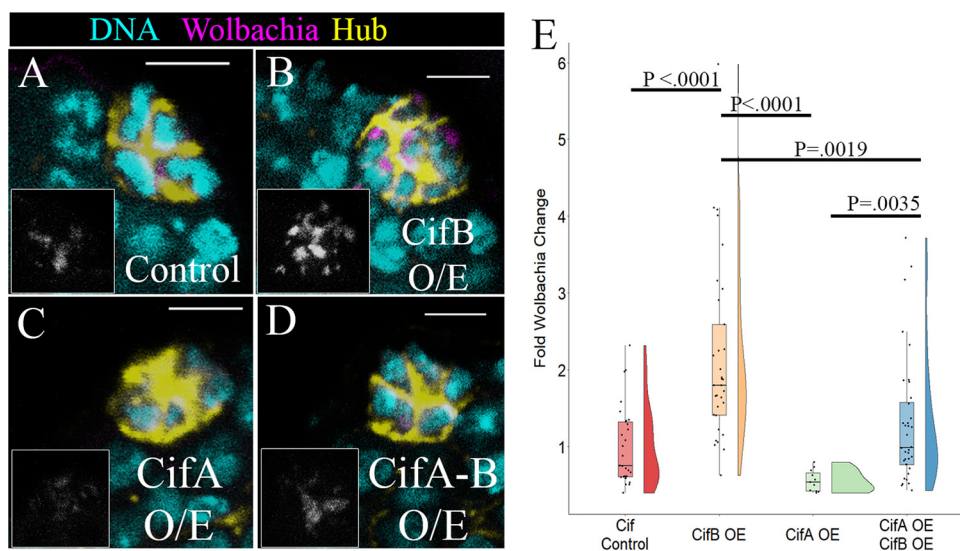 DNA Wolbachia Hub
A
Control
B
CifB
O/E
C
CifA
O/E
D
CifA-B
O/E
E
Fold Wolbachia Change
6
5
4
3
2
1
P <.0001
P<.0001
P=.0019
P=.0035
Cif
Control
CifB OE
CifA OE
CifA OE
CifB OE